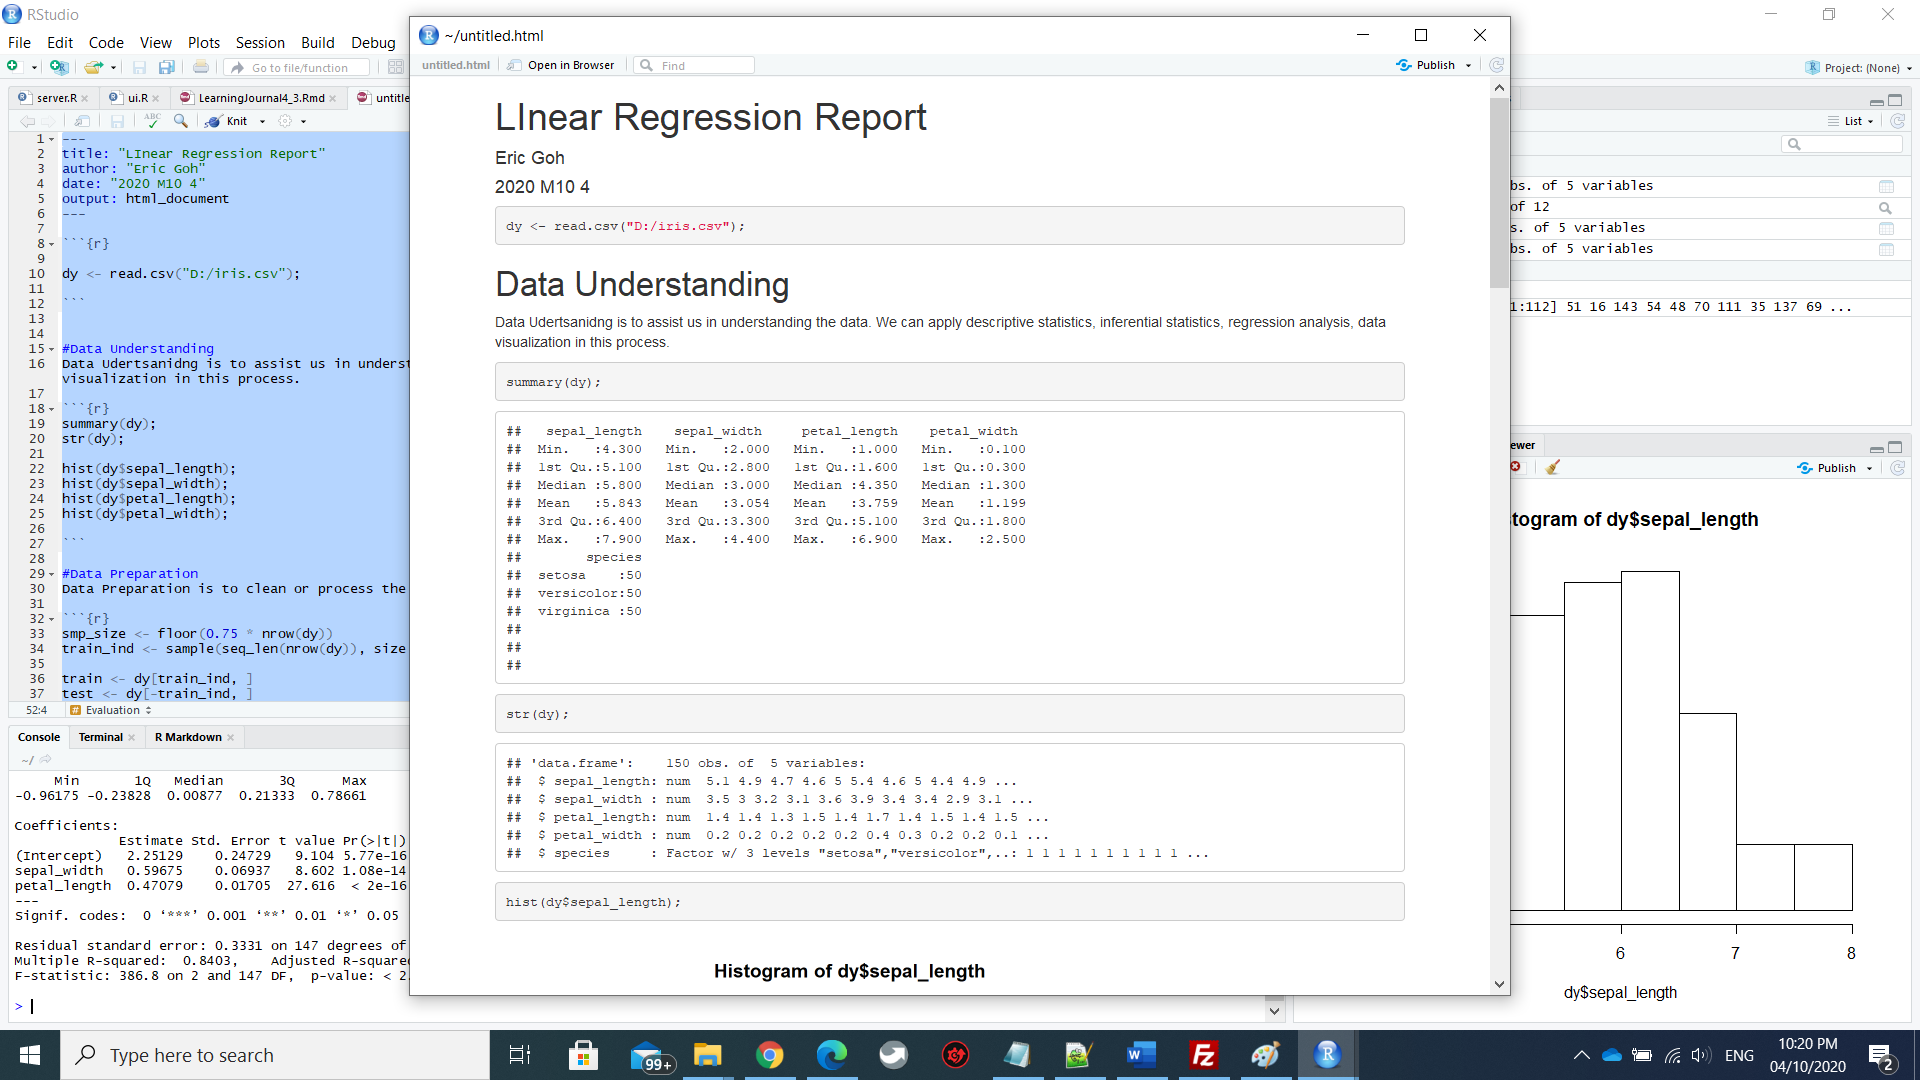 RStudio
File Edit Code View Plots Session Build Debug
Go to file/function
Project: (None)
server.R
ui.R
LearningJournal4_3.Rmd
untitle
ABC
Knit
1 ---
2 title: "LInear Regression Report"
3 author: "Eric Goh"
4 date: "2020 M10 4"
5 output: html_document
6 ---
7
8 ```{r}
9
10 dy <- read.csv("D:/iris.csv");
11
12 ```
13
14
15 #Data Understanding
16 Data Udertsanidng is to assist us in underst
visualization in this process.
17
18 ```{r}
19 summary(dy);
20 str(dy);
21
22 hist(dy$sepal_length);
23 hist(dy$sepal_width);
24 hist(dy$petal_length);
25 hist(dy$petal_width);
26
27 ```
28
29 #Data Preparation
30 Data Preparation is to clean or process the
31
32 ```{r}
33 smp_size <- floor(0.75 * nrow(dy))
34 train_ind <- sample(seq_len(nrow(dy)), size
35
36 train <- dy[train_ind, ]
37 test <- dy[-train_ind, ]
52:4 # Evaluation
Console Terminal R Markdown
~/
Min 1Q Median 3Q Max
-0.96175 -0.23828 0.00877 0.21333 0.78661
Coefficients:
Estimate Std. Error t value Pr(>|t|)
(Intercept) 2.25129 0.24729 9.104 5.77e-16
sepal_width 0.59675 0.06937 8.602 1.08e-14
petal_length 0.47079 0.01705 27.616 < 2e-16
---
Signif. codes: 0 ‘***’ 0.001 ‘**’ 0.01 ‘*’ 0.05
Residual standard error: 0.3331 on 147 degrees of
Multiple R-squared: 0.8403, Adjusted R-square
F-statistic: 386.8 on 2 and 147 DF, p-value: < 2
>
~/untitled.html
untitled.html Open in Browser Find Publish
LInear Regression Report
Eric Goh
2020 M10 4
dy <- read.csv("D:/iris.csv");
Data Understanding
Data Udertsanidng is to assist us in understanding the data. We can apply descriptive statistics, inferential statistics, regression analysis, data
visualization in this process.
summary(dy);
## sepal_length sepal_width petal_length petal_width
## Min. :4.300 Min. :2.000 Min. :1.000 Min. :0.100
## 1st Qu.:5.100 1st Qu.:2.800 1st Qu.:1.600 1st Qu.:0.300
## Median :5.800 Median :3.000 Median :4.350 Median :1.300
## Mean :5.843 Mean :3.054 Mean :3.759 Mean :1.199
## 3rd Qu.:6.400 3rd Qu.:3.300 3rd Qu.:5.100 3rd Qu.:1.800
## Max. :7.900 Max. :4.400 Max. :6.900 Max. :2.500
## species
## setosa :50
## versicolor:50
## virginica :50
##
##
##
str(dy);
## 'data.frame': 150 obs. of 5 variables:
## $ sepal_length: num 5.1 4.9 4.7 4.6 5 5.4 4.6 5 4.4 4.9 ...
## $ sepal_width : num 3.5 3 3.2 3.1 3.6 3.9 3.4 3.4 2.9 3.1 ...
## $ petal_length: num 1.4 1.4 1.3 1.5 1.4 1.7 1.4 1.5 1.4 1.5 ...
## $ petal_width : num 0.2 0.2 0.2 0.2 0.2 0.4 0.3 0.2 0.2 0.1 ...
## $ species : Factor w/ 3 levels "setosa","versicolor",..: 1 1 1 1 1 1 1 1 1 1 ...
hist(dy$sepal_length);
Histogram of dy$sepal_length
List
bs. of 5 variables
of 12
s. of 5 variables
bs. of 5 variables
1:112] 51 16 143 54 48 70 111 35 137 69 ...
ewer
Publish
togram of dy$sepal_length
6 7 8
dy$sepal_length
Type here to search
99+
ENG
10:20 PM
04/10/2020
2